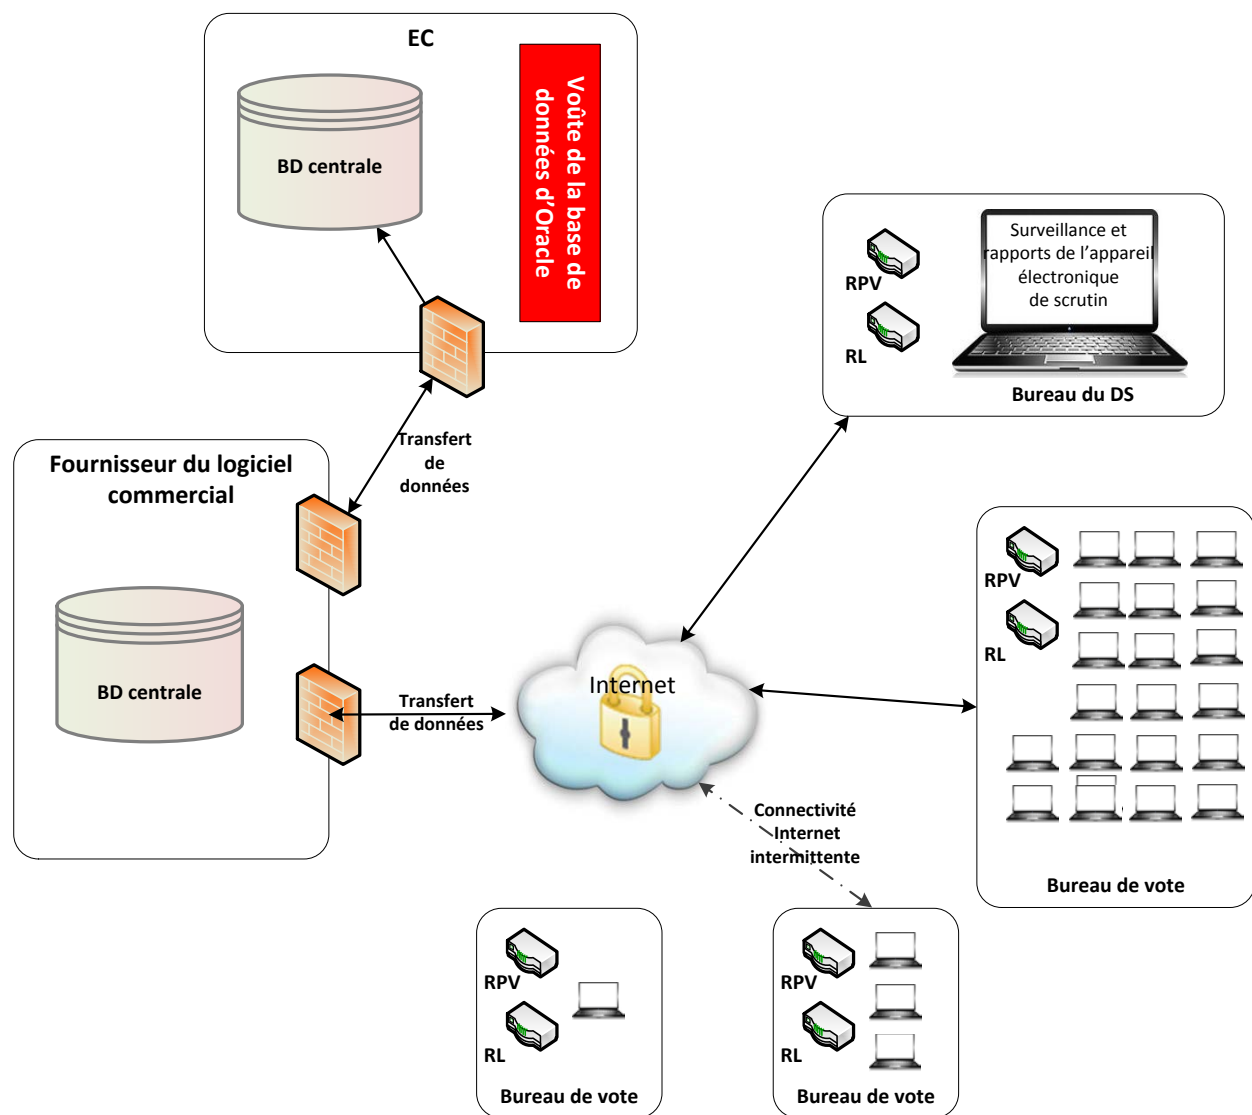 EC
BD centrale
Voûte de la base de
données d’Oracle
Surveillance et
rapports de l’appareil
électronique
de scrutin
RPV
RL
Bureau du DS
Transfert
de
données
Fournisseur du logiciel
commercial
BD centrale
Transfert
de données
Internet
RPV
RL
Bureau de vote
Connectivité
Internet
intermittente
RPV
RL
Bureau de vote
RPV
RL
Bureau de vote